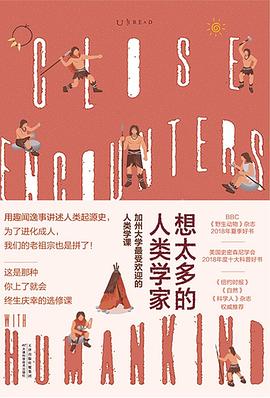 UnREAD
CLOSE
ENCOUNTERS
WITH
HUMANKIND
想太多的
人类学家
加州大学最受欢迎的
人类学课
用趣闻逸事讲述人类起源史，
为了进化成人，
我们的老祖宗也是拼了！
这是那种
你上了就会
终生庆幸的选修课
BBC
《野生动物》杂志
2018年夏季好书
美国史密森尼学会
2018年度十大科普好书
《纽约时报》
《自然》
《科学人》杂志
权威推荐